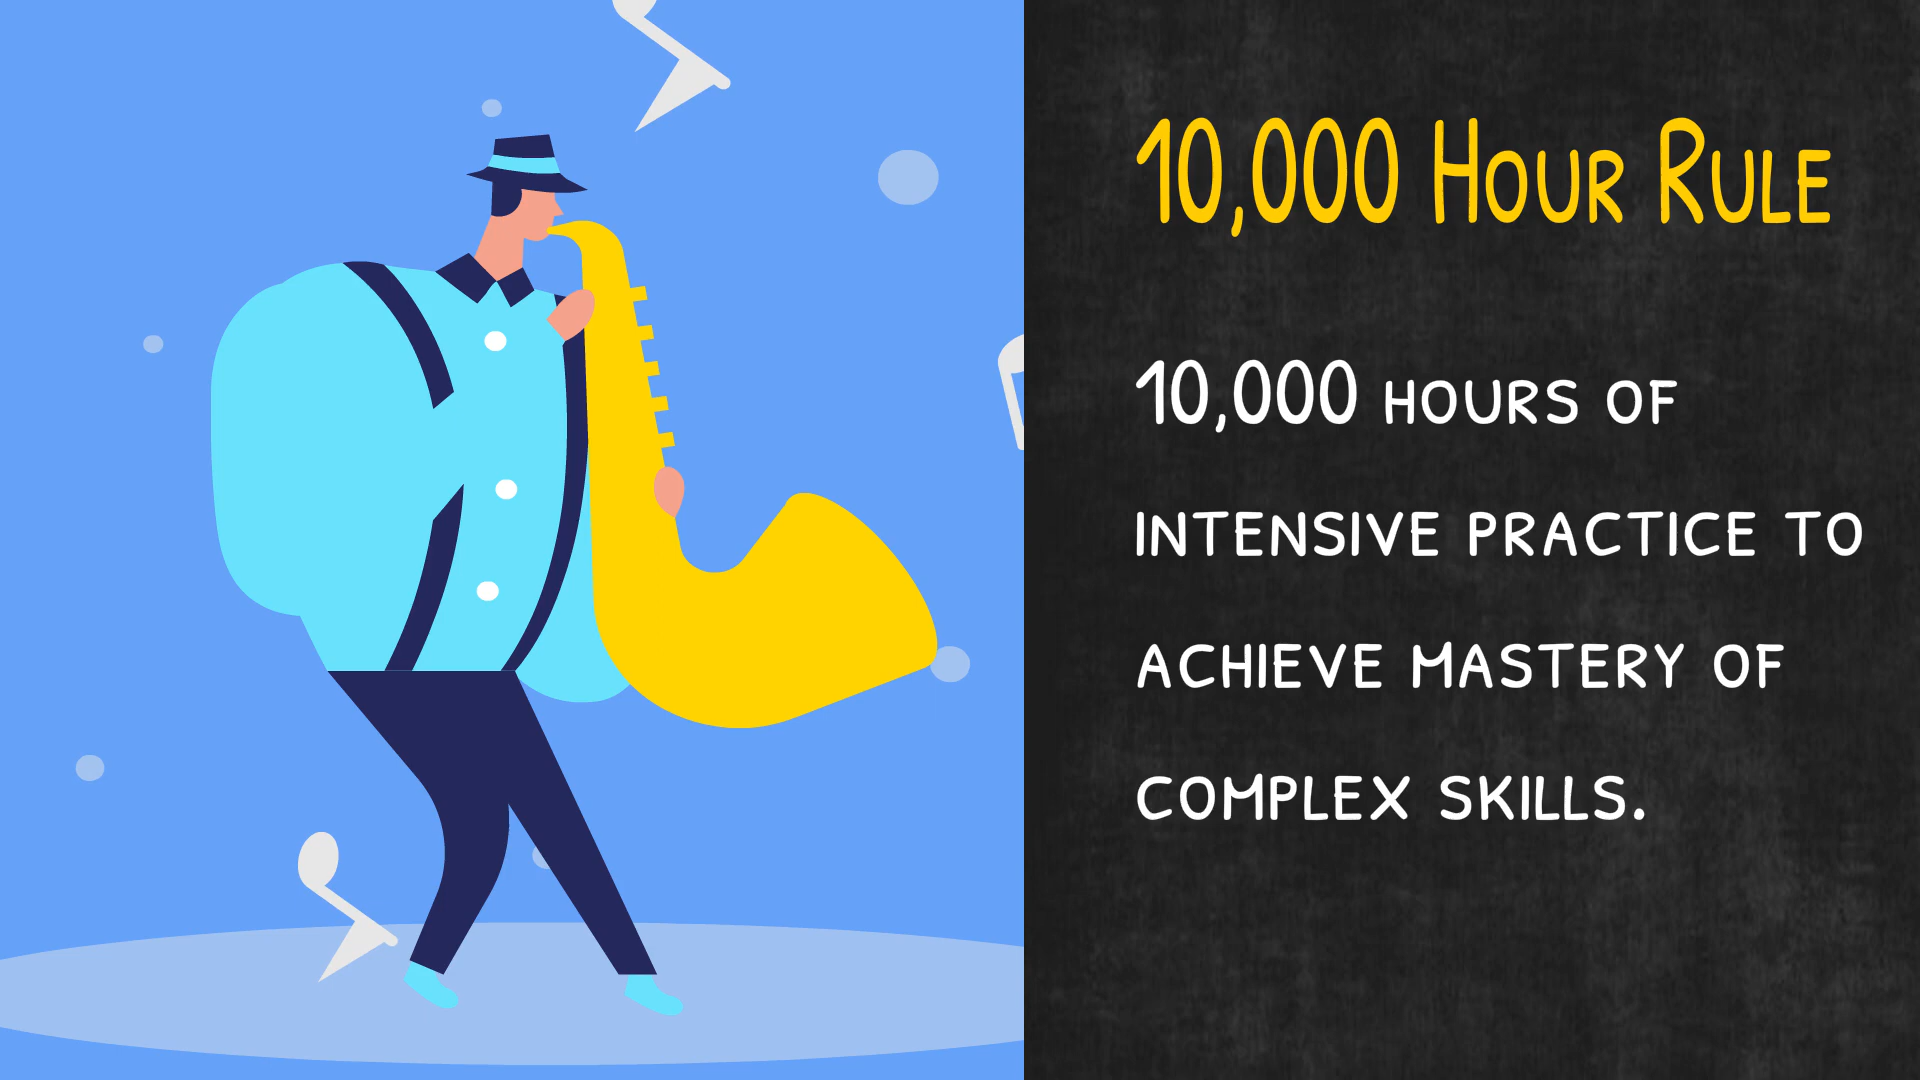 10,000 Hour Rule
10,000 hours of
intensive practice to
achieve mastery of
complex skills.